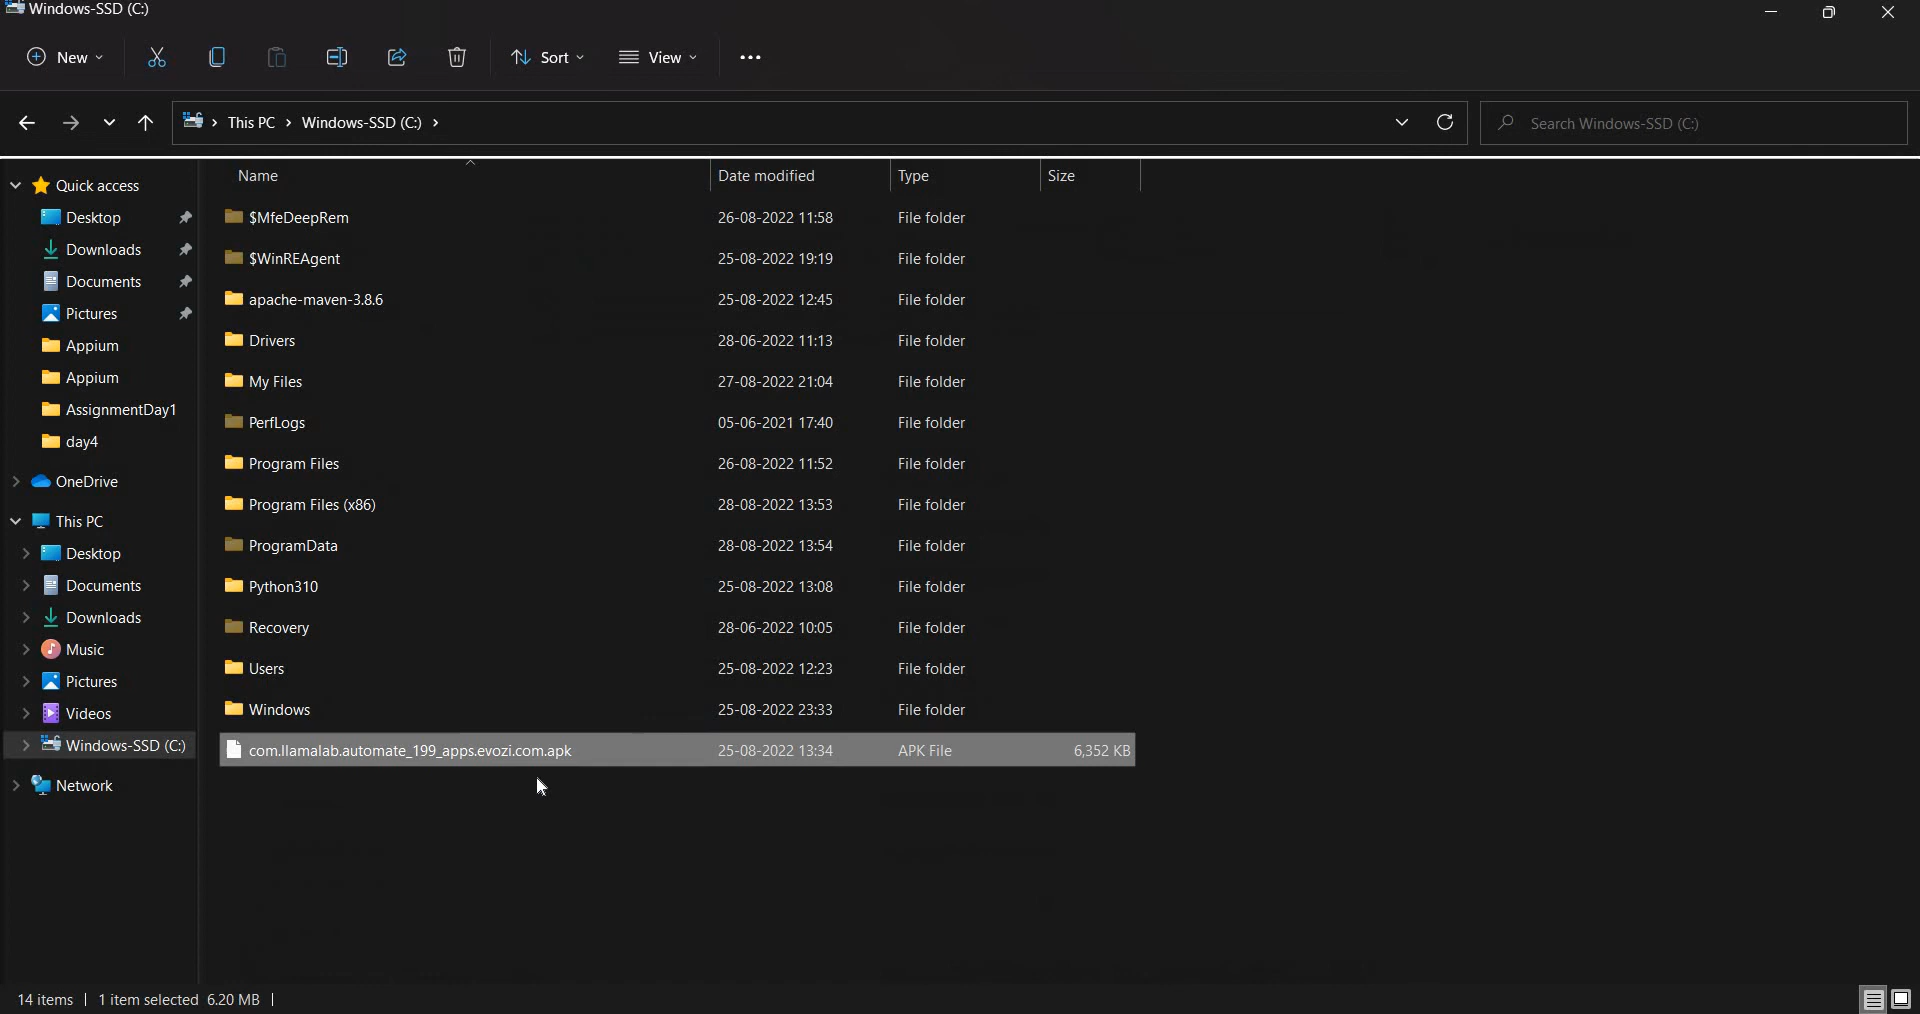 Windows-SSD (C:)
New
Sort
View
This PC > Windows-SSD (C:) >
Search Windows-SSD (C:)
Quick access
Desktop
Downloads
Documents
Pictures
Appium
Appium
AssignmentDay1
day4
OneDrive
This PC
Desktop
Documents
Downloads
Music
Pictures
Videos
Windows-SSD (C:)
Network
Name Date modified Type Size
$MfeDeepRem 26-08-2022 11:58 File folder
$WinREAgent 25-08-2022 19:19 File folder
apache-maven-3.8.6 25-08-2022 12:45 File folder
Drivers 28-06-2022 11:13 File folder
My Files 27-08-2022 21:04 File folder
PerfLogs 05-06-2021 17:40 File folder
Program Files 26-08-2022 11:52 File folder
Program Files (x86) 28-08-2022 13:53 File folder
ProgramData 28-08-2022 13:54 File folder
Python310 25-08-2022 13:08 File folder
Recovery 28-06-2022 10:05 File folder
Users 25-08-2022 12:23 File folder
Windows 25-08-2022 23:33 File folder
com.llamalab.automate_199_apps.evozi.com.apk 25-08-2022 13:34 APK File 6,352 KB
14 items 1 item selected 6.20 MB